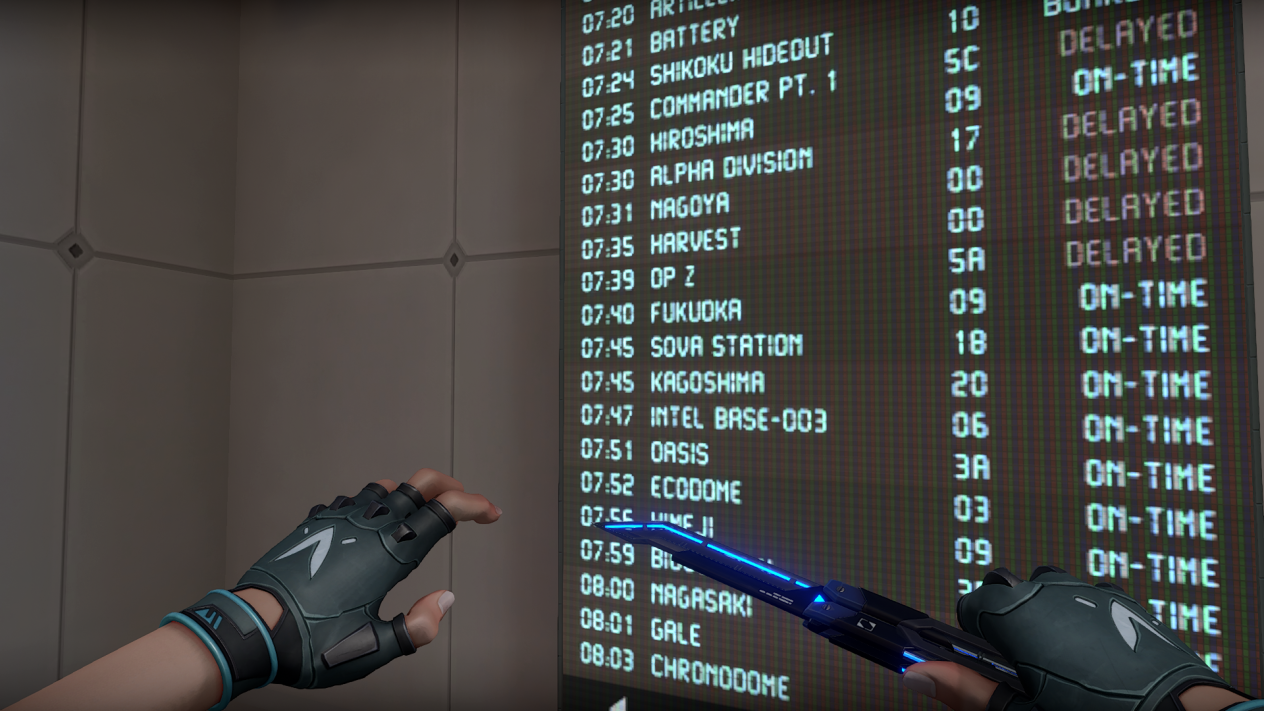 07:20
07:21 BATTERY
07:24 SHIKOKU HIDEOUT 10
07:25 COMMANDER PT. 1 5C DELAYED
07:30 HIROSHIMA 09 ON-TIME
07:30 ALPHA DIVISION 17 DELAYED
07:31 NAGOYA 00 DELAYED
07:35 HARVEST 00 DELAYED
07:39 OP Z 5A DELAYED
07:40 FUKUOKA 09 ON-TIME
07:45 SOVA STATION 18 ON-TIME
07:45 KAGOSHIMA 20 ON-TIME
07:47 INTEL BASE-003 06 ON-TIME
07:51 OASIS 3A ON-TIME
07:52 ECODOME 03 ON-TIME
07:56 HIMEJI 09 ON-TIME
07:59
08:00 NAGASAKI
08:01 GALE
08:03 CHRONODOME